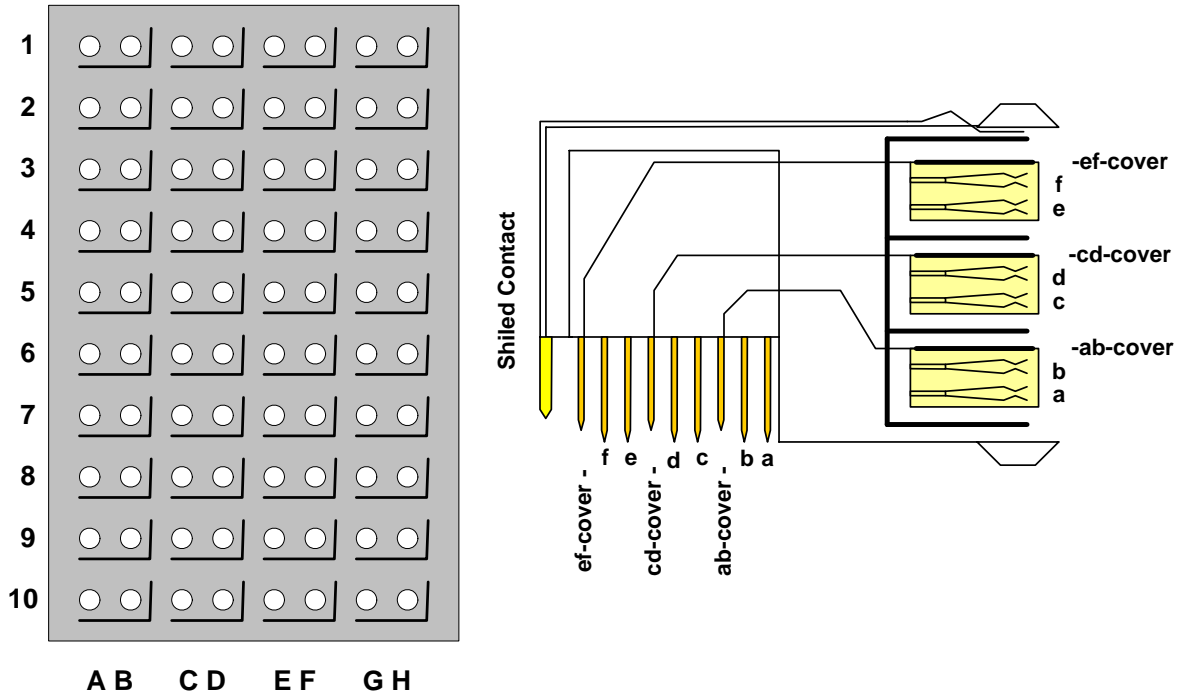 1
2
3
4
5
6
7
8
9
10
A B C D E F G H
Shiled Contact
-ef-cover
f
e
-cd-cover
d
c
-ab-cover
b
a
f e d c b a
ef-cover -
cd-cover -
ab-cover -